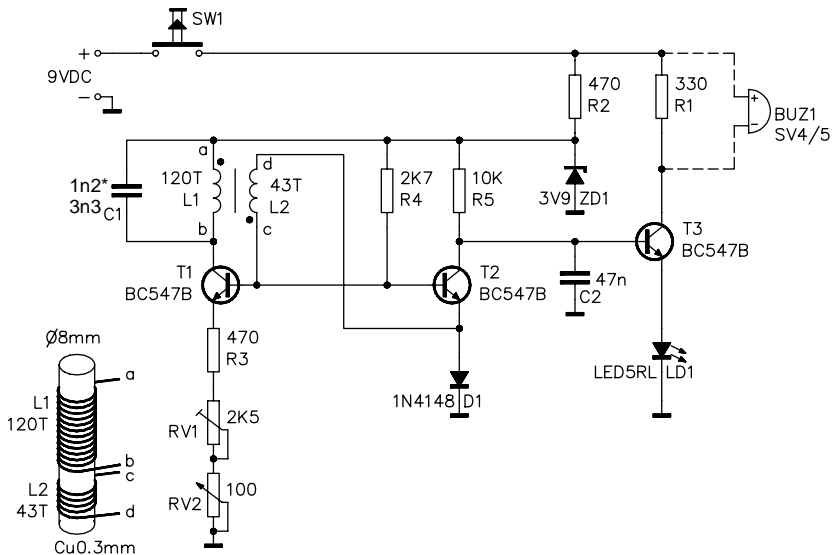 SW1
+
9VDC
−
470
R2
330
R1
+
−
BUZ1
SV4/5
a
d
120T
L1
43T
L2
1n2*
3n3
C1
b
c
2K7
R4
10K
R5
3V9 ZD1
T1
BC547B
T2
BC547B
T3
BC547B
47n
C2
470
R3
LED5RL LD1
1N4148 D1
2K5
RV1
100
RV2
Ø8mm
a
L1
120T
b
c
L2
43T
d
Cu0.3mm